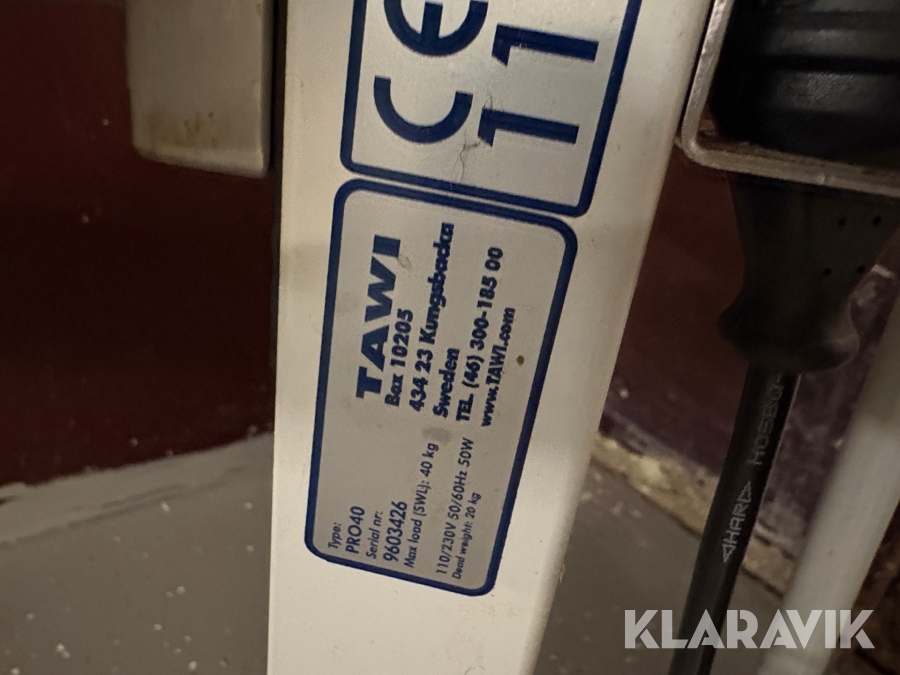 CE 11
TAWI
Box 10205
434 23 Kungsbacka
Sweden
TEL (46) 300-185 00
www.TAWI.com
Type:
PRO40
Serial nr:
9603426
Max load (SWL): 40 kg
110/230V 50/60Hz 50W
Dead weight: 20 kg
<HAR>
KLARAVIK